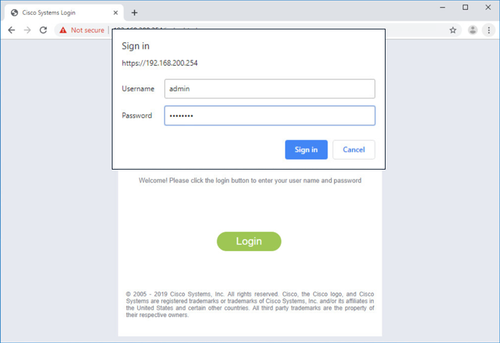 Cisco Systems Login
Not secure
Sign in
https://192.168.200.254
Username
admin
Password
••••••••
Sign in
Cancel
Welcome! Please click the login button to enter your user name and password
Login
© 2005 - 2019 Cisco Systems, Inc. All rights reserved. Cisco, the Cisco logo, and Cisco
Systems are registered trademarks or trademarks of Cisco Systems, Inc. and/or its affiliates in
the United States and certain other countries. All third party trademarks are the property of
their respective owners.